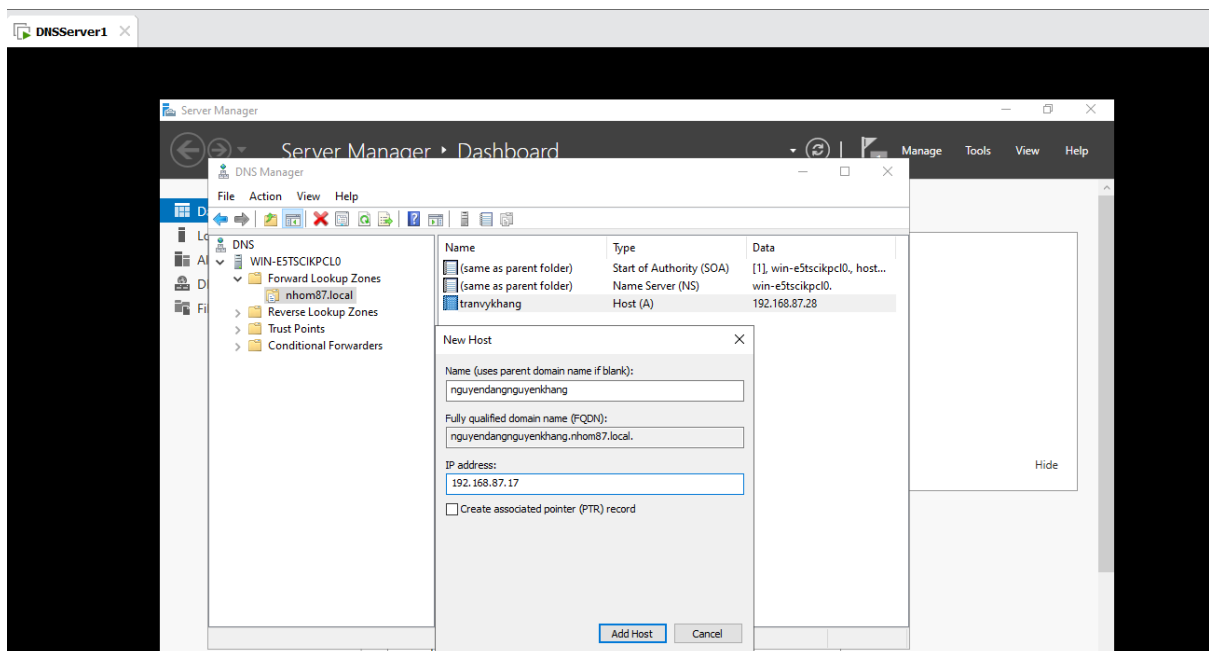 DNSServer1
Server Manager
Server Manager ‣ Dashboard
Manage Tools View Help
DNS Manager
File Action View Help
DNS
WIN-E5TSCIKPCL0
Forward Lookup Zones
nhom87.local
Reverse Lookup Zones
Trust Points
Conditional Forwarders
Name Type Data
(same as parent folder) Start of Authority (SOA) [1], win-e5tscikpcl0., host...
(same as parent folder) Name Server (NS) win-e5tscikpcl0.
tranvykhang Host (A) 192.168.87.28
New Host
Name (uses parent domain name if blank):
nguyendangnguyenkhang
Fully qualified domain name (FQDN):
nguyendangnguyenkhang.nhom87.local.
IP address:
192.168.87.17
Create associated pointer (PTR) record
Add Host Cancel
Hide